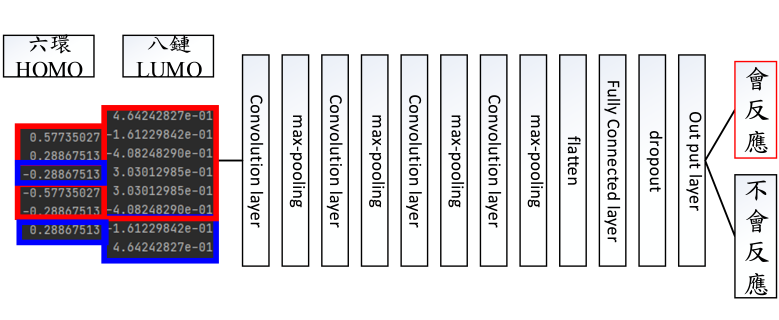 六環
HOMO
八鏈
LUMO
0.57735027
0.28867513
-0.28867513
-0.57735027
-0.28867513
0.28867513
4.64242827e-01
-1.61229842e-01
-4.08248290e-01
3.03012985e-01
3.03012985e-01
-4.08248290e-01
-1.61229842e-01
4.64242827e-01
Convolution layer
max-pooling
Convolution layer
max-pooling
Convolution layer
max-pooling
Convolution layer
max-pooling
flatten
Fully Connected layer
dropout
Out put layer
會反應
不會反應